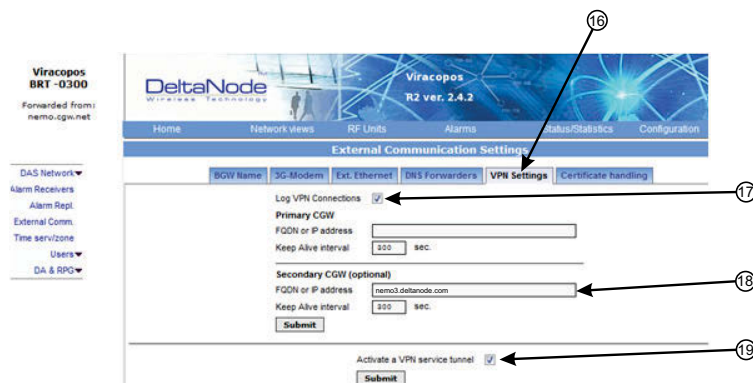 16
Viracopos
BRT -0300
Forwarded from:
nemo.cgw.net
DeltaNode
Wireless Technology
Viracopos
R2 ver. 2.4.2
Home Network views RF Units Alarms Status/Statistics Configuration
External Communication Settings
DAS Network
Alarm Receivers
Alarm Repl.
External Comm.
Time serv/zone
Users
DA & RPG
BGW Name 3G-Modem Ext. Ethernet DNS Forwarders VPN Settings Certificate handling
Log VPN Connections
17
Primary CGW
FQDN or IP address
Keep Alive interval 300 sec.
Secondary CGW (optional)
FQDN or IP address nemo3.deltanode.com
18
Keep Alive interval 300 sec.
Submit
Activate a VPN service tunnel
19
Submit